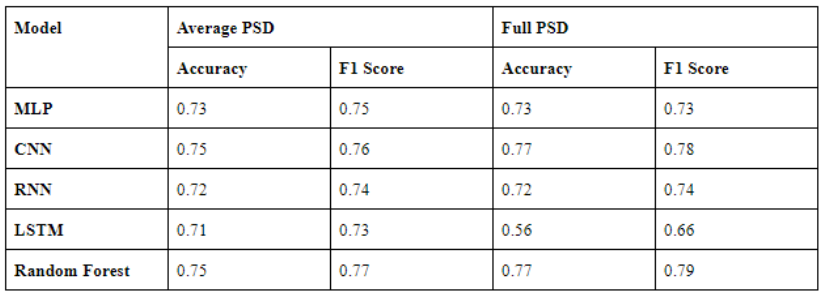 Model Average PSD Full PSD
Accuracy F1 Score Accuracy F1 Score
MLP 0.73 0.75 0.73 0.73
CNN 0.75 0.76 0.77 0.78
RNN 0.72 0.74 0.72 0.74
LSTM 0.71 0.73 0.56 0.66
Random Forest 0.75 0.77 0.77 0.79